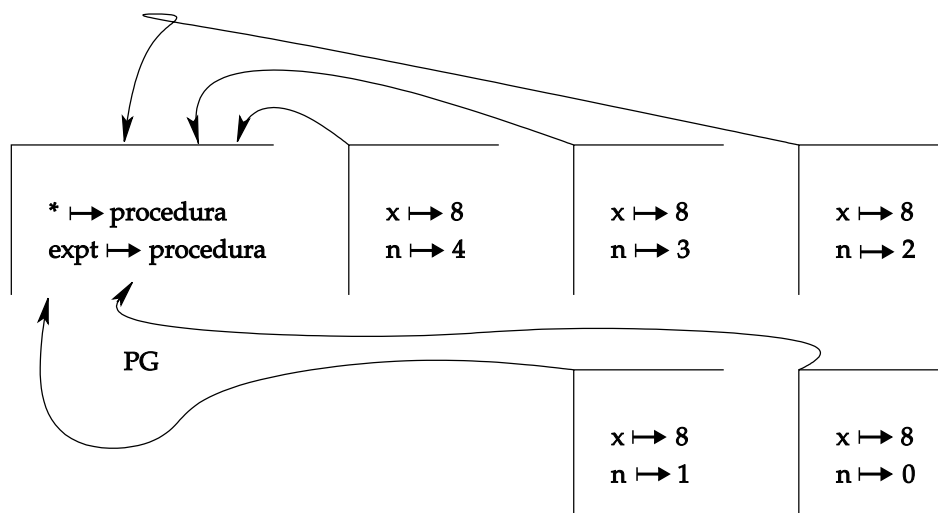 * ↦ procedura
expt ↦ procedura
x ↦ 8
n ↦ 4
x ↦ 8
n ↦ 3
x ↦ 8
n ↦ 2
PG
x ↦ 8
n ↦ 1
x ↦ 8
n ↦ 0